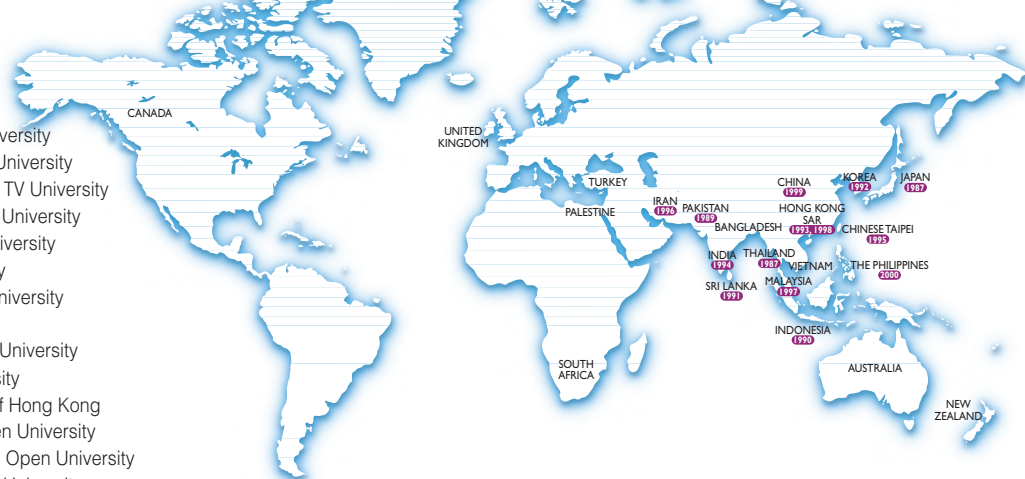 versity
University
TV University
University
iversity
y
niversity
University
sity
f Hong Kong
en University
Open University
CANADA
UNITED
KINGDOM
TURKEY
PALESTINE
IRAN
1996
PAKISTAN
1989
BANGLADESH
INDIA
1994
SRI LANKA
1991
THAILAND
1987
VIETNAM
MALAYSIA
1997
INDONESIA
1990
CHINA
1999
HONG KONG
SAR
1993, 1998
KOREA
1992
JAPAN
1987
CHINESE TAIPEI
1995
THE PHILIPPINES
2000
SOUTH
AFRICA
AUSTRALIA
NEW
ZEALAND